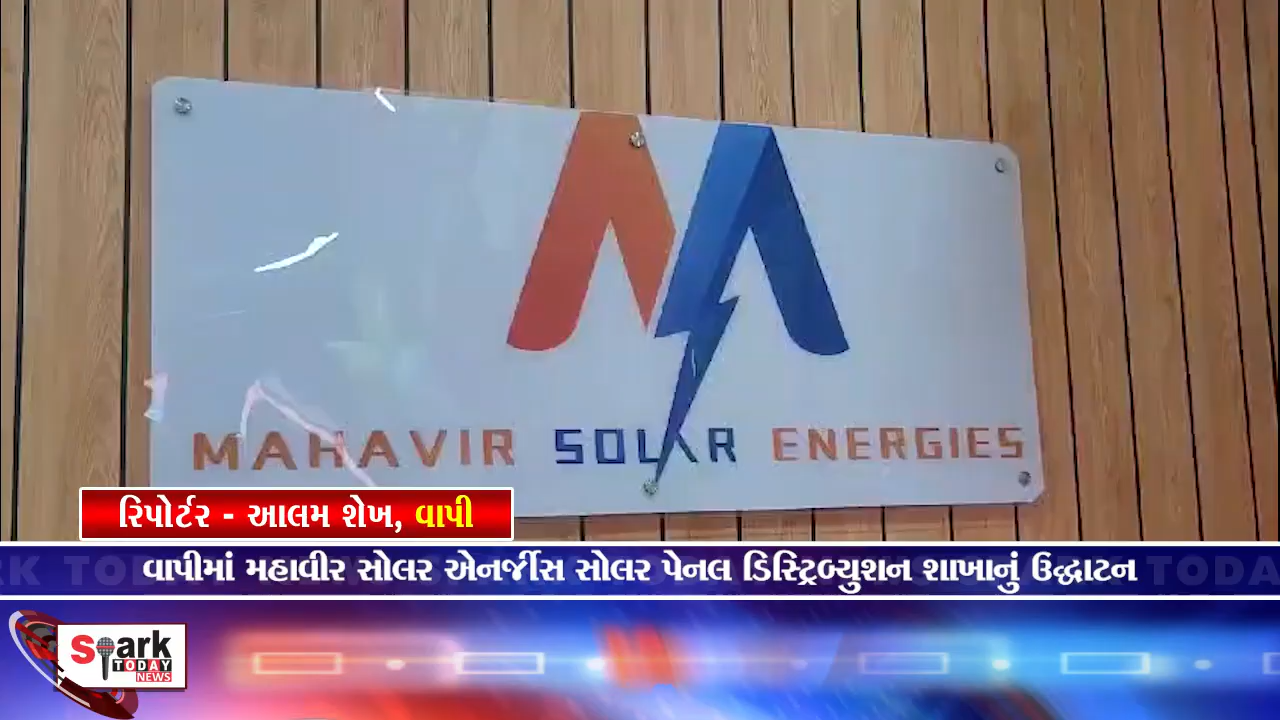 MAHAVIR SOLAR ENERGIES
રિપોર્ટર - આલમ શેખ, વાપી
વાપીમાં મહાવીર સોલર એનર્જીસ સોલર પેનલ ડિસ્ટ્રિબ્યુશન શાખાનું ઉદ્ઘાટન
Spark
TODAY
NEWS